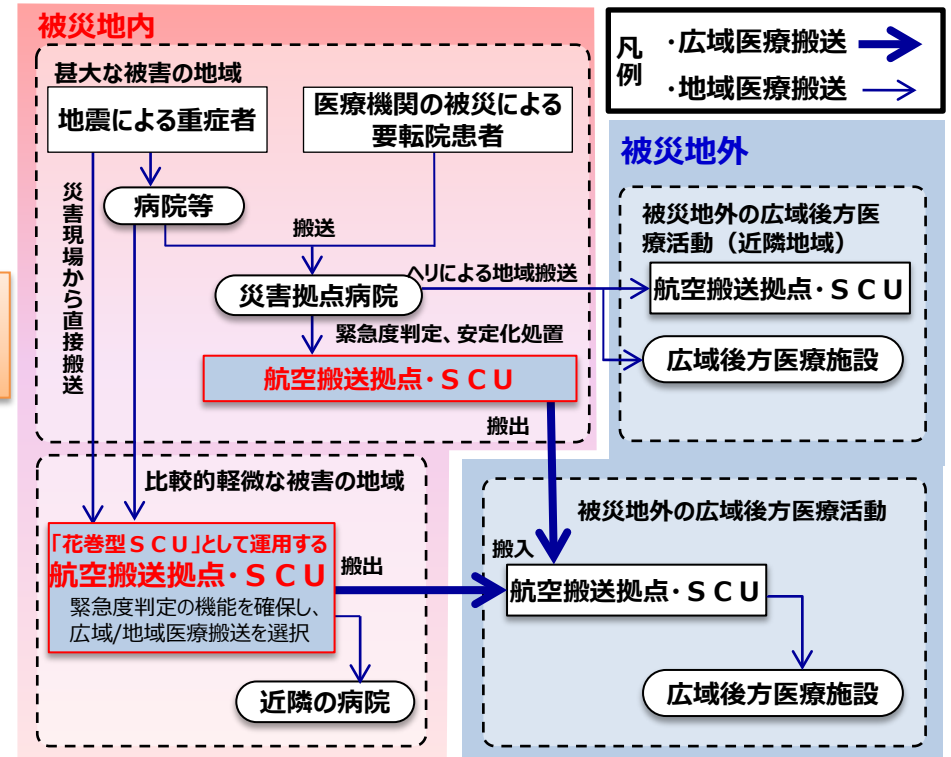 被災地内
甚大な被害の地域
地震による重症者
医療機関の被災による
要転院患者
病院等
搬送
災害現場から直接搬送
災害拠点病院
ヘリによる地域搬送
緊急度判定、安定化処置
航空搬送拠点・ＳＣＵ
搬出
比較的軽微な被害の地域
「花巻型ＳＣＵ」として運用する
航空搬送拠点・ＳＣＵ
緊急度判定の機能を確保し、
広域/地域医療搬送を選択
搬出
近隣の病院
凡例
・広域医療搬送
・地域医療搬送
被災地外
被災地外の広域後方医
療活動（近隣地域）
航空搬送拠点・ＳＣＵ
広域後方医療施設
被災地外の広域後方医療活動
搬入
航空搬送拠点・ＳＣＵ
広域後方医療施設